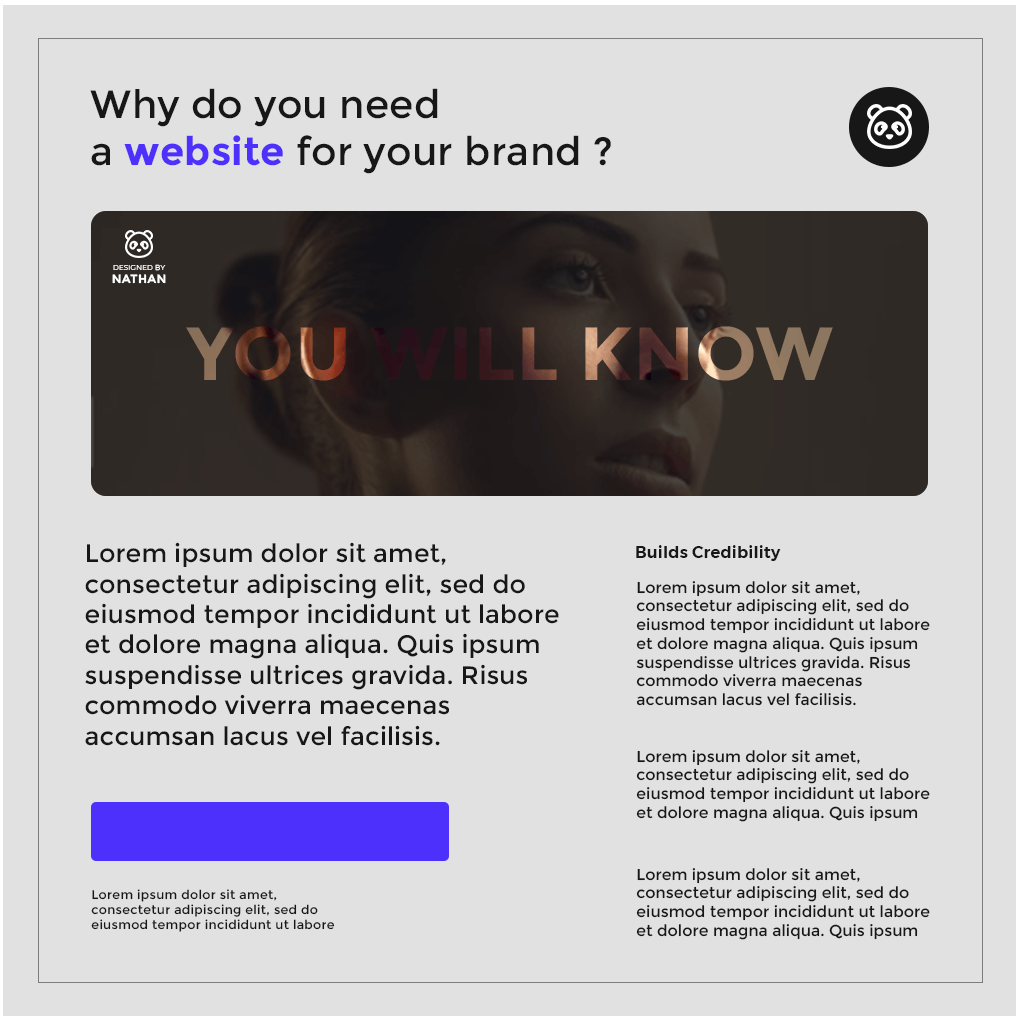 Why do you need
a website for your brand ?
DESIGNED BY
NATHAN
YOU WILL KNOW
Lorem ipsum dolor sit amet,
consectetur adipiscing elit, sed do
eiusmod tempor incididunt ut labore
et dolore magna aliqua. Quis ipsum
suspendisse ultrices gravida. Risus
commodo viverra maecenas
accumsan lacus vel facilisis.
Lorem ipsum dolor sit amet,
consectetur adipiscing elit, sed do
eiusmod tempor incididunt ut labore
Builds Credibility
Lorem ipsum dolor sit amet,
consectetur adipiscing elit, sed do
eiusmod tempor incididunt ut labore
et dolore magna aliqua. Quis ipsum
suspendisse ultrices gravida. Risus
commodo viverra maecenas
accumsan lacus vel facilisis.
Lorem ipsum dolor sit amet,
consectetur adipiscing elit, sed do
eiusmod tempor incididunt ut labore
et dolore magna aliqua. Quis ipsum
Lorem ipsum dolor sit amet,
consectetur adipiscing elit, sed do
eiusmod tempor incididunt ut labore
et dolore magna aliqua. Quis ipsum